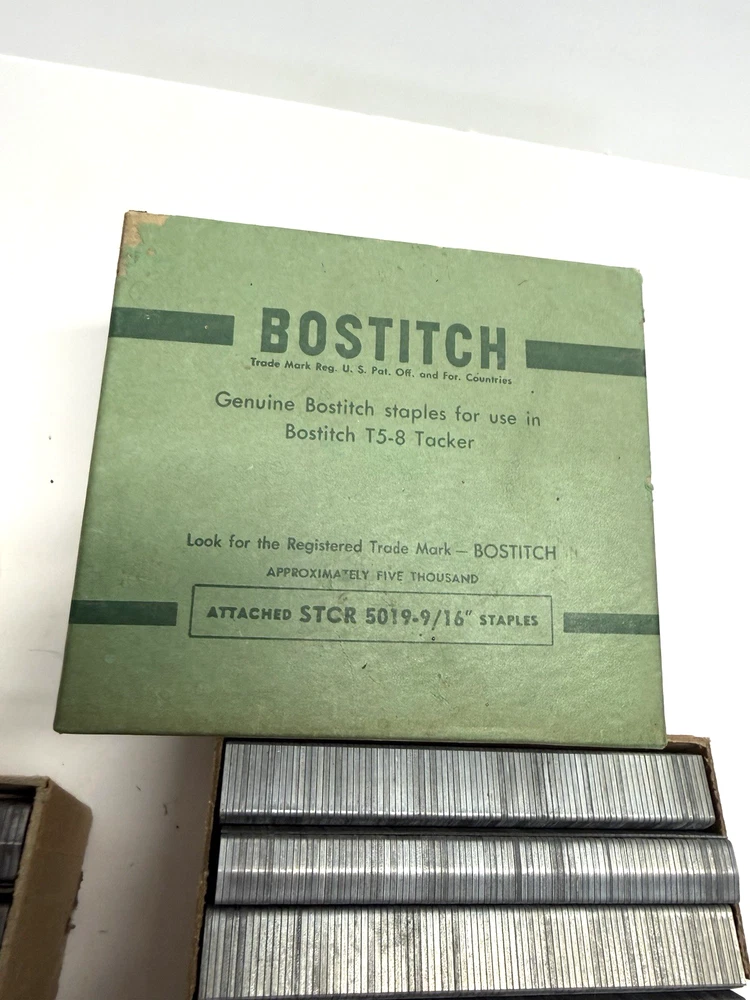 BOSTITCH
Trade Mark Reg. U. S. Pat. Off. and For. Countries
Genuine Bostitch staples for use in
Bostitch T5-8 Tacker
Look for the Registered Trade Mark — BOSTITCH
APPROXIMATELY FIVE THOUSAND
ATTACHED STCR 5019-9/16" STAPLES